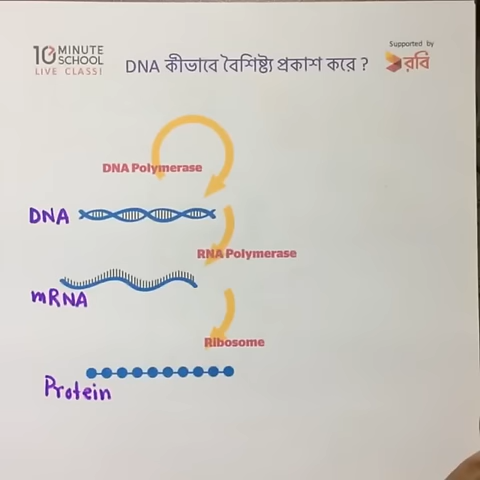 10 MINUTE SCHOOL
LIVE CLASS!
DNA কীভাবে বৈশিষ্ট্য প্রকাশ করে ?
Supported by
রবি
DNA Polymerase
DNA
RNA Polymerase
mRNA
Ribosome
Protein